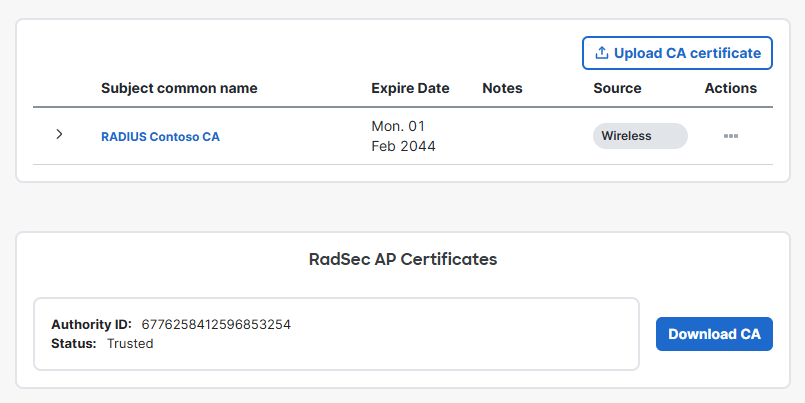 Upload CA certificate
Subject common name Expire Date Notes Source Actions
RADIUS Contoso CA Mon. 01 Feb 2044 Wireless
RadSec AP Certificates
Authority ID: 6776258412596853254
Status: Trusted
Download CA